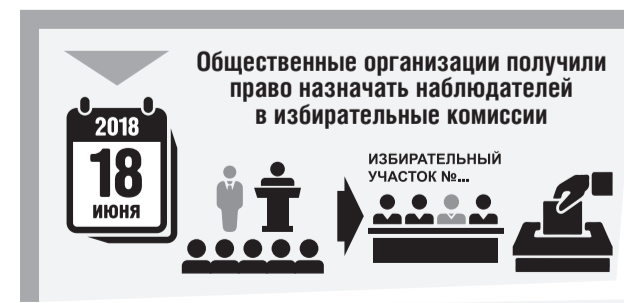 Общественные организации получили
право назначать наблюдателей
в избирательные комиссии
2018
18
июня
ИЗБИРАТЕЛЬНЫЙ
УЧАСТОК №...